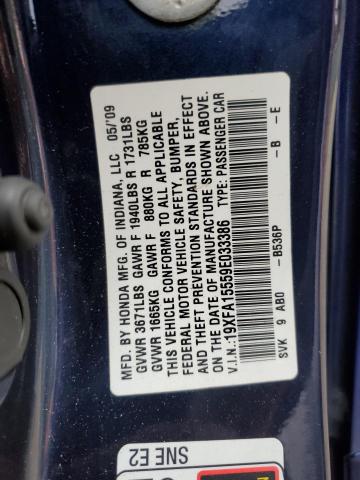 MFD. BY HONDA MFG. OF INDIANA, LLC 05/'09
GVWR 3671LBS GAWR F 1940LBS R 1731LBS
GVWR 1665KG GAWR F 880KG R 785KG
THIS VEHICLE CONFORMS TO ALL APPLICABLE
FEDERAL MOTOR VEHICLE SAFETY, BUMPER,
AND THEFT PREVENTION STANDARDS IN EFFECT
ON THE DATE OF MANUFACTURE SHOWN ABOVE.
V.I.N.:19XFA15559E033386 TYPE: PASSENGER CAR
SVK 9 AB0 -B536P -B -E
SNE E2